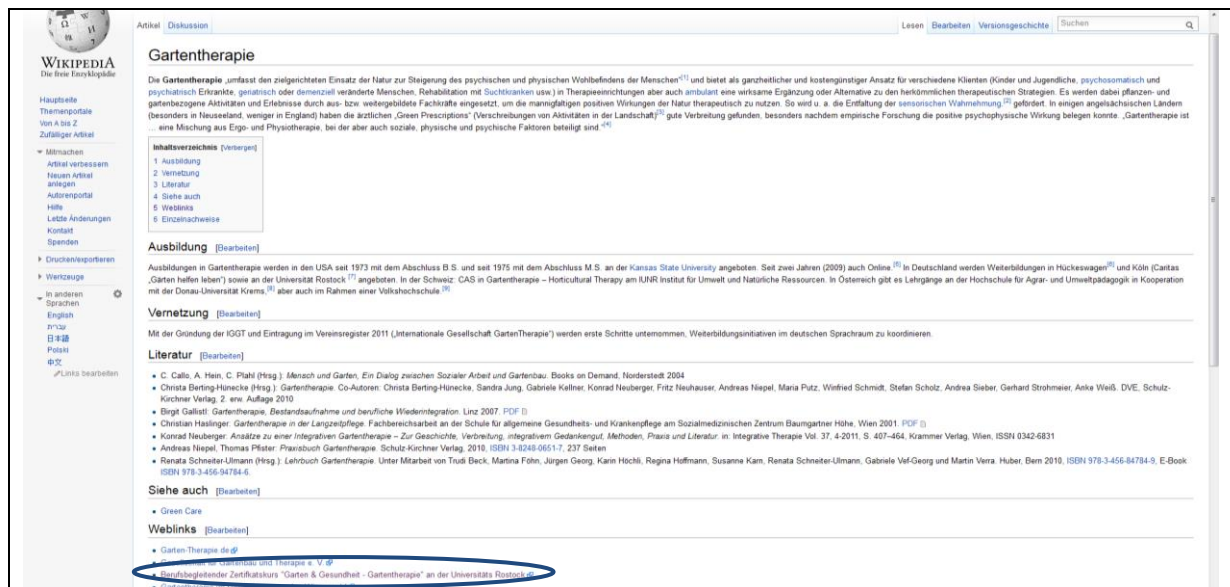 WIKIPEDIA
Die freie Enzyklopädie
Hauptseite
Themenportale
Von A bis Z
Zufälliger Artikel
Mitmachen
Artikel verbessern
Neuen Artikel
anlegen
Autorenportal
Hilfe
Letzte Änderungen
Kontakt
Spenden
Drucken/exportieren
Werkzeuge
In anderen
Sprachen
English
עברית
日本語
Polski
中文
Links bearbeiten
Artikel Diskussion
Lesen Bearbeiten Versionsgeschichte Suchen
Gartentherapie
Die Gartentherapie „umfasst den zielgerichteten Einsatz der Natur zur Steigerung des psychischen und physischen Wohlbefindens der Menschen“[1] und bietet als ganzheitlicher und kostengünstiger Ansatz für verschiedene Klienten (Kinder und Jugendliche, psychosomatisch und
psychiatrisch Erkrankte, geriatrisch oder demenziell veränderte Menschen, Rehabilitation mit Suchtkranken usw.) in Therapieeinrichtungen aber auch ambulant eine wirksame Ergänzung oder Alternative zu den herkömmlichen therapeutischen Strategien. Es werden dabei pflanzen- und
gartenbezogene Aktivitäten und Erlebnisse durch aus- bzw. weitergebildete Fachkräfte eingesetzt, um die mannigfaltigen positiven Wirkungen der Natur therapeutisch zu nutzen. So wird u. a. die Entfaltung der sensorischen Wahrnehmung,[2] gefördert. In einigen angelsächsischen Ländern
(besonders in Neuseeland, weniger in England) haben die ärztlichen „Green Prescriptions“ (Verschreibungen von Aktivitäten in der Landschaft)[3] gute Verbreitung gefunden, besonders nachdem empirische Forschung die positive psychophysische Wirkung belegen konnte. „Gartentherapie ist
… eine Mischung aus Ergo- und Physiotherapie, bei der aber auch soziale, physische und psychische Faktoren beteiligt sind.“[4]
Inhaltsverzeichnis [Verbergen]
1 Ausbildung
2 Vernetzung
3 Literatur
4 Siehe auch
5 Weblinks
6 Einzelnachweise
Ausbildung [Bearbeiten]
Ausbildungen in Gartentherapie werden in den USA seit 1973 mit dem Abschluss B.S. und seit 1975 mit dem Abschluss M.S. an der Kansas State University angeboten. Seit zwei Jahren (2009) auch Online.[5] In Deutschland werden Weiterbildungen in Hückeswagen[6] und Köln (Caritas
„Garten helfen leben“) sowie an der Universität Rostock [7] angeboten. In der Schweiz: CAS in Gartentherapie – Horticultural Therapy am IUNR Institut für Umwelt und Natürliche Ressourcen. In Österreich gibt es Lehrgänge an der Hochschule für Agrar- und Umweltpädagogik in Kooperation
mit der Donau-Universität Krems,[8] aber auch im Rahmen einer Volkshochschule.[9]
Vernetzung [Bearbeiten]
Mit der Gründung der IGGT und Eintragung im Vereinsregister 2011 („Internationale Gesellschaft GartenTherapie“) werden erste Schritte unternommen, Weiterbildungsinitiativen im deutschen Sprachraum zu koordinieren.
Literatur [Bearbeiten]
C. Callo, A. Hein, C. Plahl (Hrsg.): Mensch und Garten, Ein Dialog zwischen Sozialer Arbeit und Gartenbau. Books on Demand, Norderstedt 2004
Christa Berting-Hünecke (Hrsg.): Gartentherapie. Co-Autoren: Christa Berting-Hünecke, Sandra Jung, Gabriele Kellner, Konrad Neuberger, Fritz Neuhauser, Andreas Niepel, Maria Putz, Winfried Schmidt, Stefan Scholz, Andrea Sieber, Gerhard Strohmeier, Anke Weiß. DVE, Schulz-
Kirchner Verlag, 2. erw. Auflage 2010
Birgit Gallistl: Gartentherapie, Bestandsaufnahme und berufliche Wiederintegration. Linz 2007. PDF
Christian Haslinger: Gartentherapie in der Langzeitpflege. Fachbereichsarbeit an der Schule für allgemeine Gesundheits- und Krankenpflege am Sozialmedizinischen Zentrum Baumgartner Höhe, Wien 2001. PDF
Konrad Neuberger: Ansätze zu einer Integrativen Gartentherapie – Zur Geschichte, Verbreitung, integrativem Gedankengut, Methoden, Praxis und Literatur. in: Integrative Therapie Vol. 37, 4-2011, S. 407–464, Krammer Verlag, Wien, ISSN 0342-6831
Andreas Niepel, Thomas Pfister: Praxisbuch Gartentherapie. Schulz-Kirchner Verlag, 2010, ISBN 3-8248-0651-7, 237 Seiten
Renata Schneiter-Ulmann (Hrsg.): Lehrbuch Gartentherapie. Unter Mitarbeit von Trudi Beck, Martina Föhn, Jürgen Georg, Karin Höchli, Regina Hoffmann, Susanne Karn, Renata Schneiter-Ulmann, Gabriele Vef-Georg und Martin Verra. Huber, Bern 2010, ISBN 978-3-456-84784-9, E-Book
ISBN 978-3-456-94784-6.
Siehe auch [Bearbeiten]
Green Care
Weblinks [Bearbeiten]
Garten-Therapie.de
Gesellschaft für Gartenbau und Therapie e. V.
Berufsbegleitender Zertifkatskurs "Garten & Gesundheit - Gartentherapie" an der Universitäts Rostock